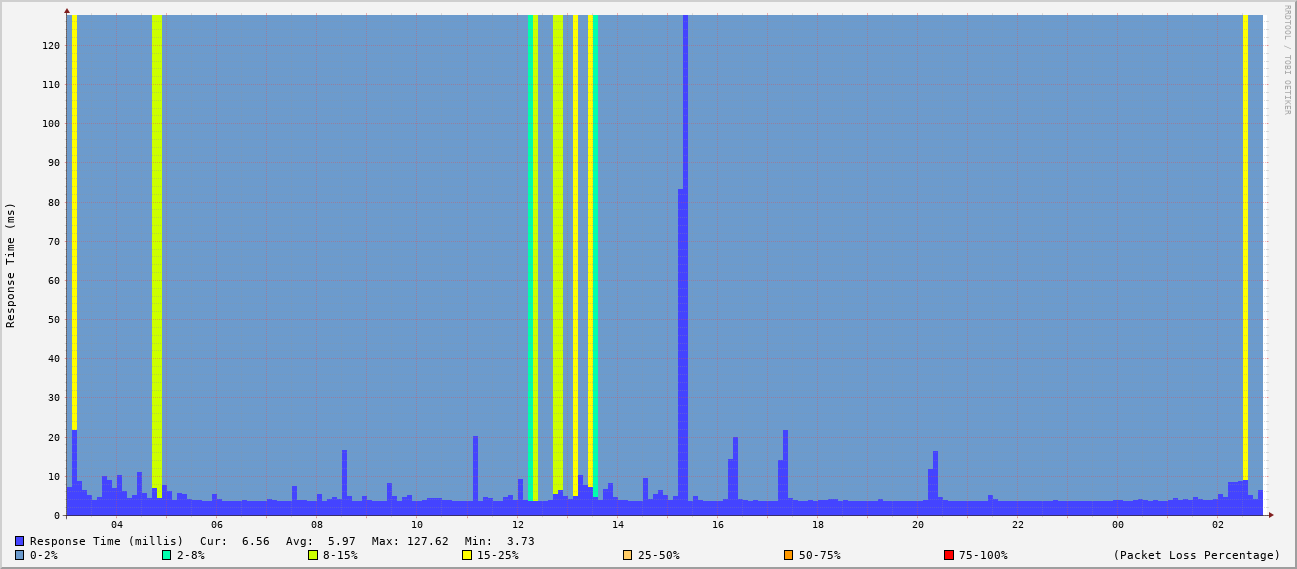 RRDTOOL / TOBI OETIKER
Response Time (ms)
120
110
100
90
80
70
60
50
40
30
20
10
0
04 06 08 10 12 14 16 18 20 22 00 02
Response Time (millis) Cur: 6.56 Avg: 5.97 Max: 127.62 Min: 3.73
0-2% 2-8% 8-15% 15-25% 25-50% 50-75% 75-100% (Packet Loss Percentage)